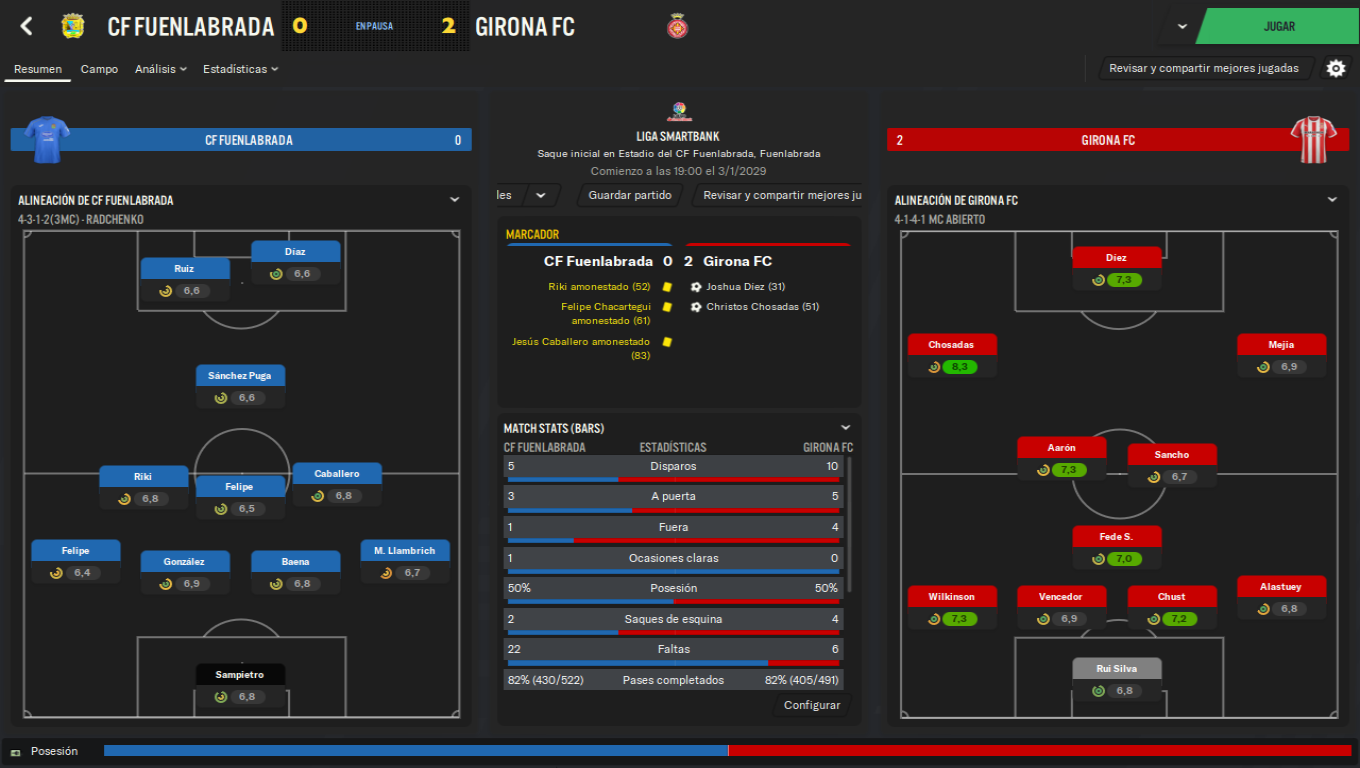 CF FUENLABRADA 0 EN PAUSA 2 GIRONA FC
JUGAR
Resumen Campo Análisis Estadísticas
Revisar y compartir mejores jugadas
CF FUENLABRADA 0
ALINEACIÓN DE CF FUENLABRADA
4-3-1-2(3MC) - RADCHENKO
Díaz
6,6
Ruiz
6,6
Sánchez Puga
6,6
Riki
6,8
Felipe
6,5
Caballero
6,8
Felipe
6,4
González
6,9
Baena
6,8
M. Llambrich
6,7
Sampietro
6,8
LIGA SMARTBANK
Saque inicial en Estadio del CF Fuenlabrada, Fuenlabrada
Comienzo a las 19:00 el 3/1/2029
les
Guardar partido
Revisar y compartir mejores ju
MARCADOR
CF Fuenlabrada 0 2 Girona FC
Riki amonestado (52)
Felipe Chacartegui
amonestado (61)
Jesús Caballero amonestado
(83)
Joshua Díez (31)
Christos Chosadas (51)
MATCH STATS (BARS)
CF FUENLABRADA ESTADÍSTICAS GIRONA FC
5 Disparos 10
3 A puerta 5
1 Fuera 4
1 Ocasiones claras 0
50% Posesión 50%
2 Saques de esquina 4
22 Faltas 6
82% (430/522) Pases completados 82% (405/491)
Configurar
2 GIRONA FC
ALINEACIÓN DE GIRONA FC
4-1-4-1 MC ABIERTO
Díez
7,3
Chosadas
8,3
Mejia
6,9
Aarón
7,3
Sancho
6,7
Fede S.
7,0
Wilkinson
7,3
Vencedor
6,9
Chust
7,2
Alastuey
6,8
Rui Silva
6,8
Posesión